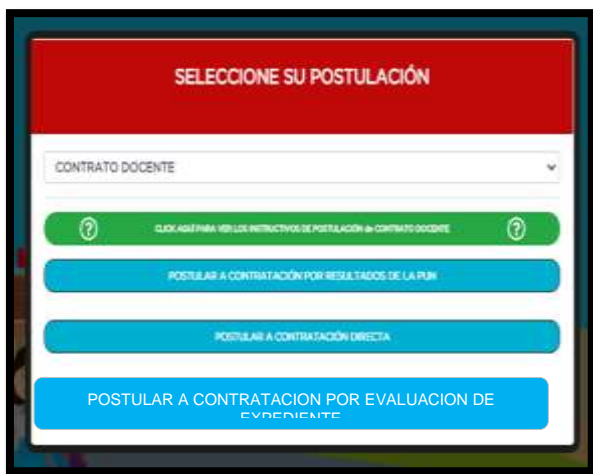 SELECCIONE SU POSTULACIÓN
CONTRATO DOCENTE
CLICK AQUÍ PARA VER LOS INSTRUCTIVOS DE POSTULACIÓN de CONTRATO DOCENTE
POSTULAR A CONTRATACIÓN POR RESULTADOS DE LA PUN
POSTULAR A CONTRATACIÓN DIRECTA
POSTULAR A CONTRATACION POR EVALUACION DE
EXPEDIENTE